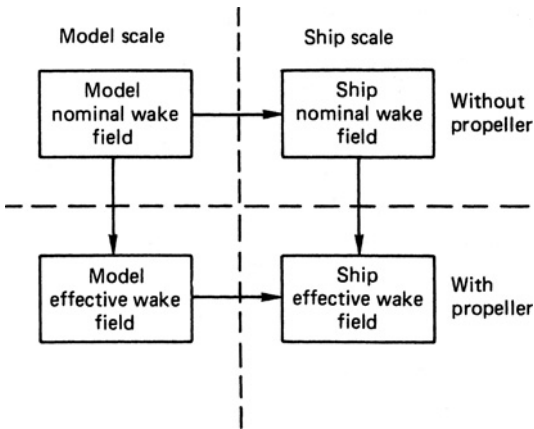 Model scale
Ship scale
Model
nominal wake
field
Ship
nominal wake
field
Without
propeller
Model
effective wake
field
Ship
effective wake
field
With
propeller